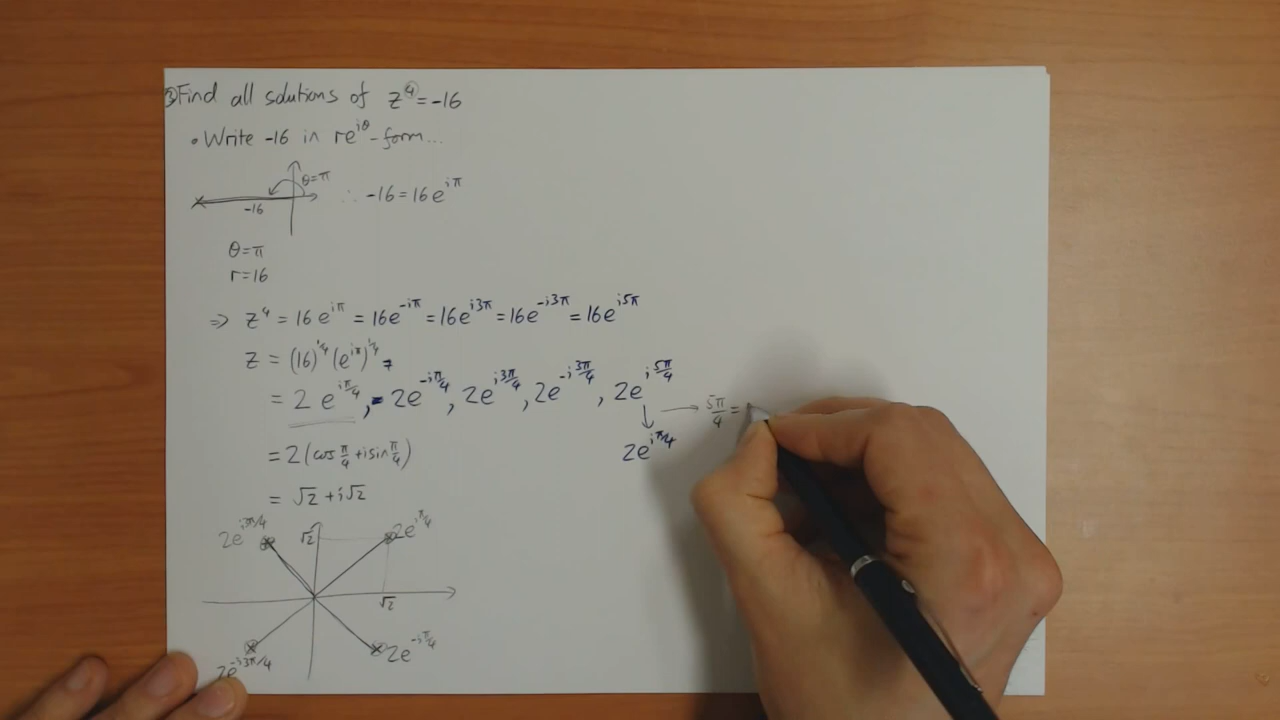 ③Find all solutions of z⁴=-16
• Write -16 in re^{iθ}-form...
θ=π
-16
∴ -16=16e^{iπ}
θ=π
r=16
⇒ z⁴ = 16e^{iπ} = 16e^{-iπ} = 16e^{i3π} = 16e^{-i3π} = 16e^{i5π}
z = (16)^{1/4} (e^{iπ})^{1/4}
= 2e^{iπ/4}, 2e^{-iπ/4}, 2e^{i3π/4}, 2e^{-i3π/4}, 2e^{i5π/4}
↓ → 5π/4 =
2e^{iπ/4}
= 2(cos π/4 + i sin π/4)
= √2 + i√2
2e^{i3π/4} √2 2e^{iπ/4}
√2
2e^{-i3π/4} 2e^{-iπ/4}